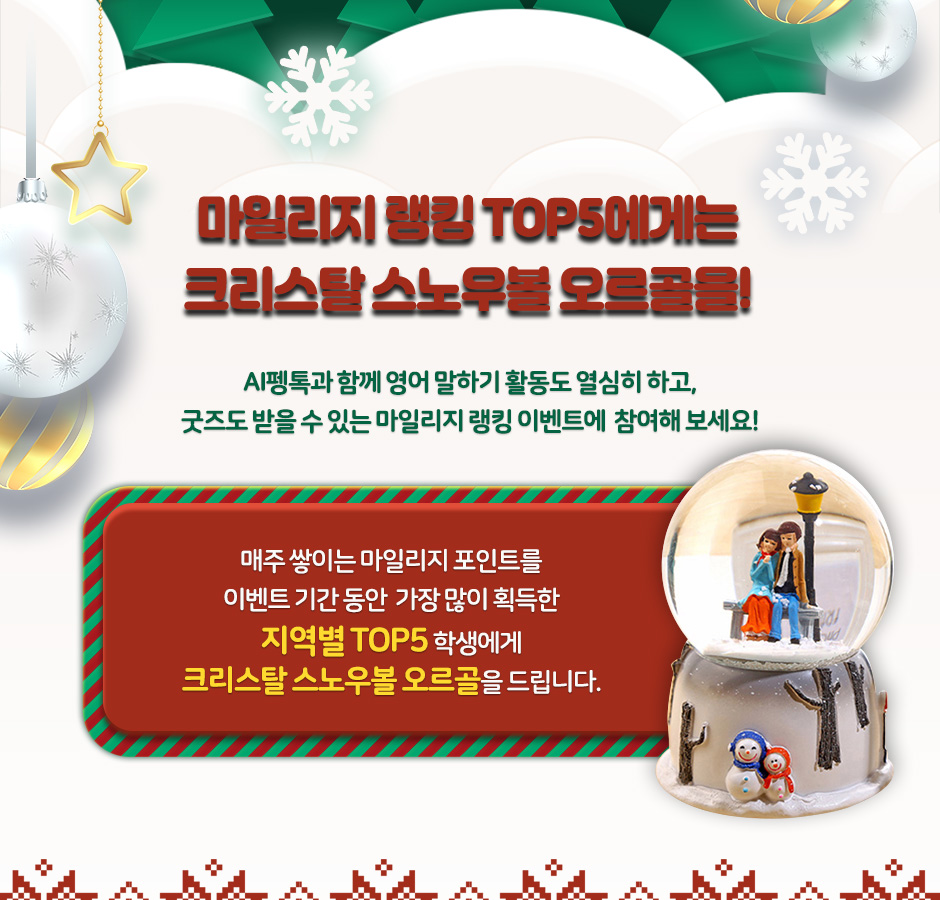 마일리지 랭킹 TOP5에게는
크리스탈 스노우볼 오르골을!
AI펭톡과 함께 영어 말하기 활동도 열심히 하고,
굿즈도 받을 수 있는 마일리지 랭킹 이벤트에 참여해 보세요!
매주 쌓이는 마일리지 포인트를
이벤트 기간 동안 가장 많이 획득한
지역별 TOP5 학생에게
크리스탈 스노우볼 오르골을 드립니다.